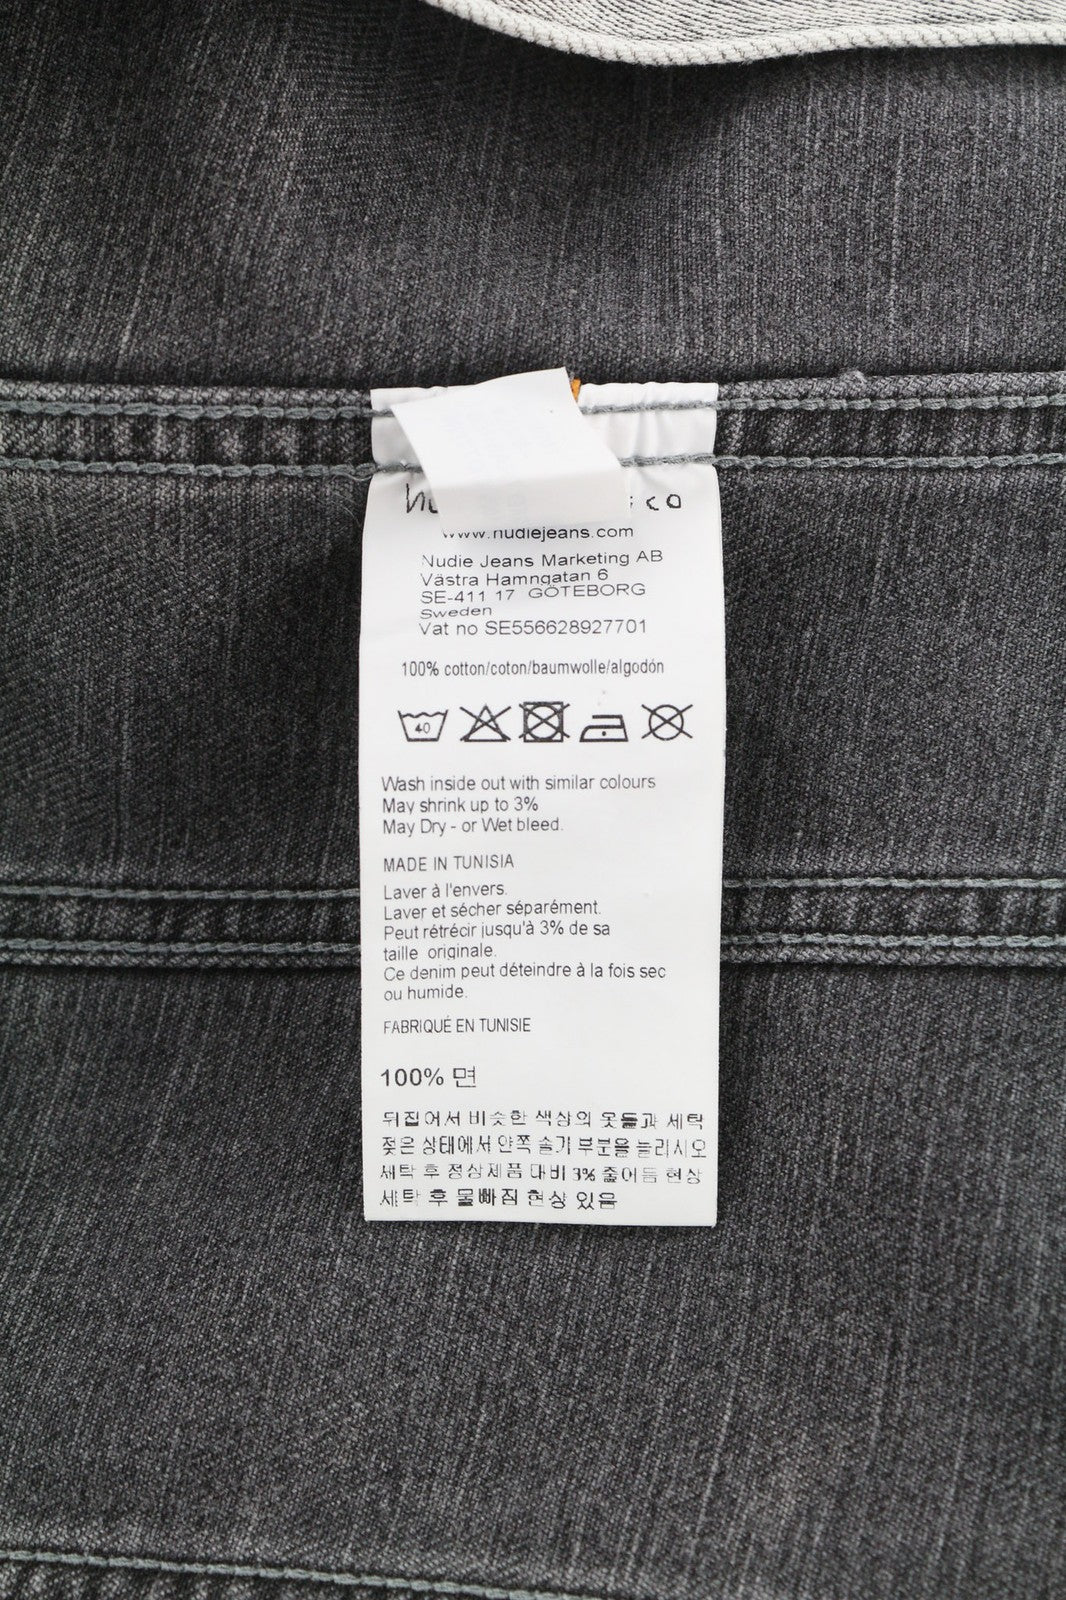 co
www.nudiejeans.com
Nudie Jeans Marketing AB
Västra Hamngatan 6
SE-411 17 GÖTEBORG
Sweden
Vat no SE556628927701
100% cotton/coton/baumwolle/algodón
40
Wash inside out with similar colours
May shrink up to 3%
May Dry - or Wet bleed.
MADE IN TUNISIA
Laver à l'envers.
Laver et sécher séparément.
Peut rétrécir jusqu'à 3% de sa
taille originale.
Ce denim peut déteindre à la fois sec
ou humide.
FABRIQUÉ EN TUNISIE
100% 면
뒤집어서 비슷한 색상의 옷들과 세탁
젖은 상태에서 안쪽 솔기 부분을 늘리시오
세탁 후 정상제품 대비 3% 줄어듬 현상
세탁 후 물빠짐 현상 있음